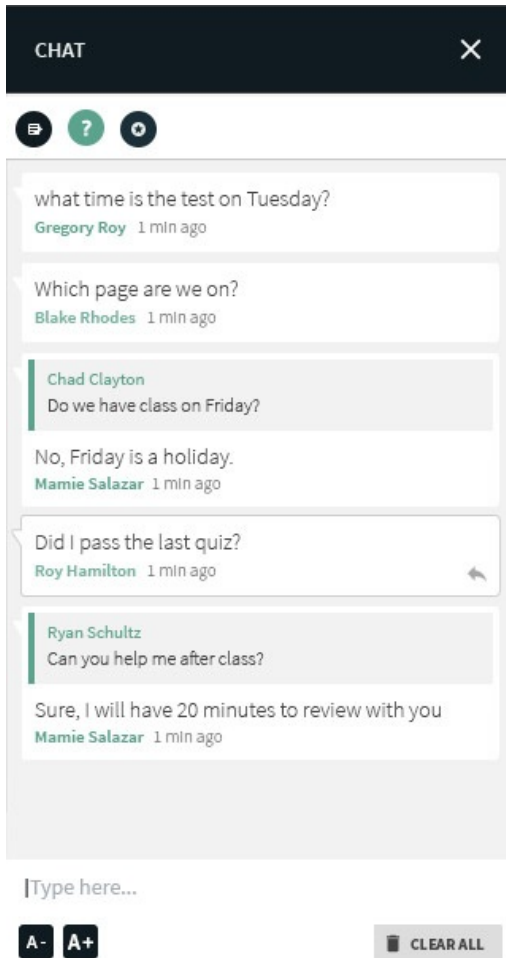 CHAT
?
what time is the test on Tuesday?
Gregory Roy 1 min ago
Which page are we on?
Blake Rhodes 1 min ago
Chad Clayton
Do we have class on Friday?
No, Friday is a holiday.
Mamie Salazar 1 min ago
Did I pass the last quiz?
Roy Hamilton 1 min ago
Ryan Schultz
Can you help me after class?
Sure, I will have 20 minutes to review with you
Mamie Salazar 1 min ago
Type here...
A- A+ CLEAR ALL